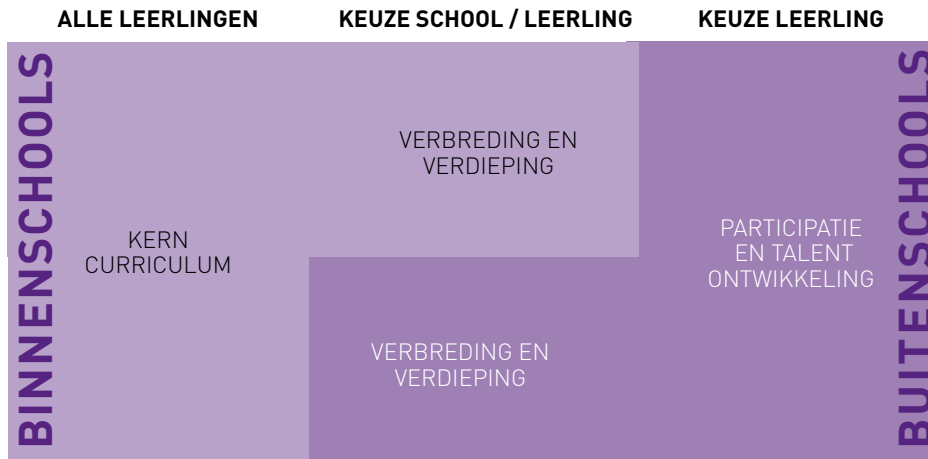 ALLE LEERLINGEN
KEUZE SCHOOL / LEERLING
KEUZE LEERLING
BINNENSCHOOLS
KERN
CURRICULUM
VERBREDING EN
VERDIEPING
VERBREDING EN
VERDIEPING
PARTICIPATIE
EN TALENT
ONTWIKKELING
BUITENSCHOOLS